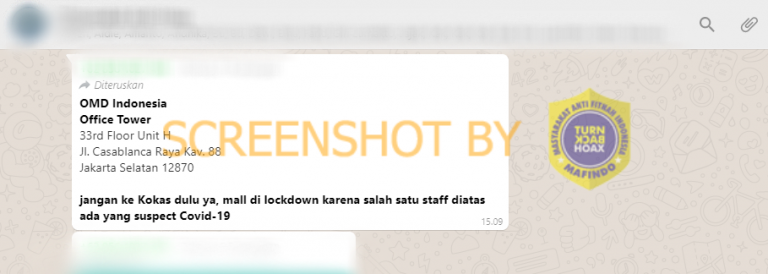 Diteruskan
OMD Indonesia
Office Tower
33rd Floor Unit H
Jl. Casablanca Raya Kav. 88
Jakarta Selatan 12870
jangan ke Kokas dulu ya, mall di lockdown karena salah satu staff diatas
ada yang suspect Covid-19
15.09
SCREENSHOT BY
MASYARAKAT ANTI FITNAH INDONESIA
TURN
BACK
HOAX
MAFINDO